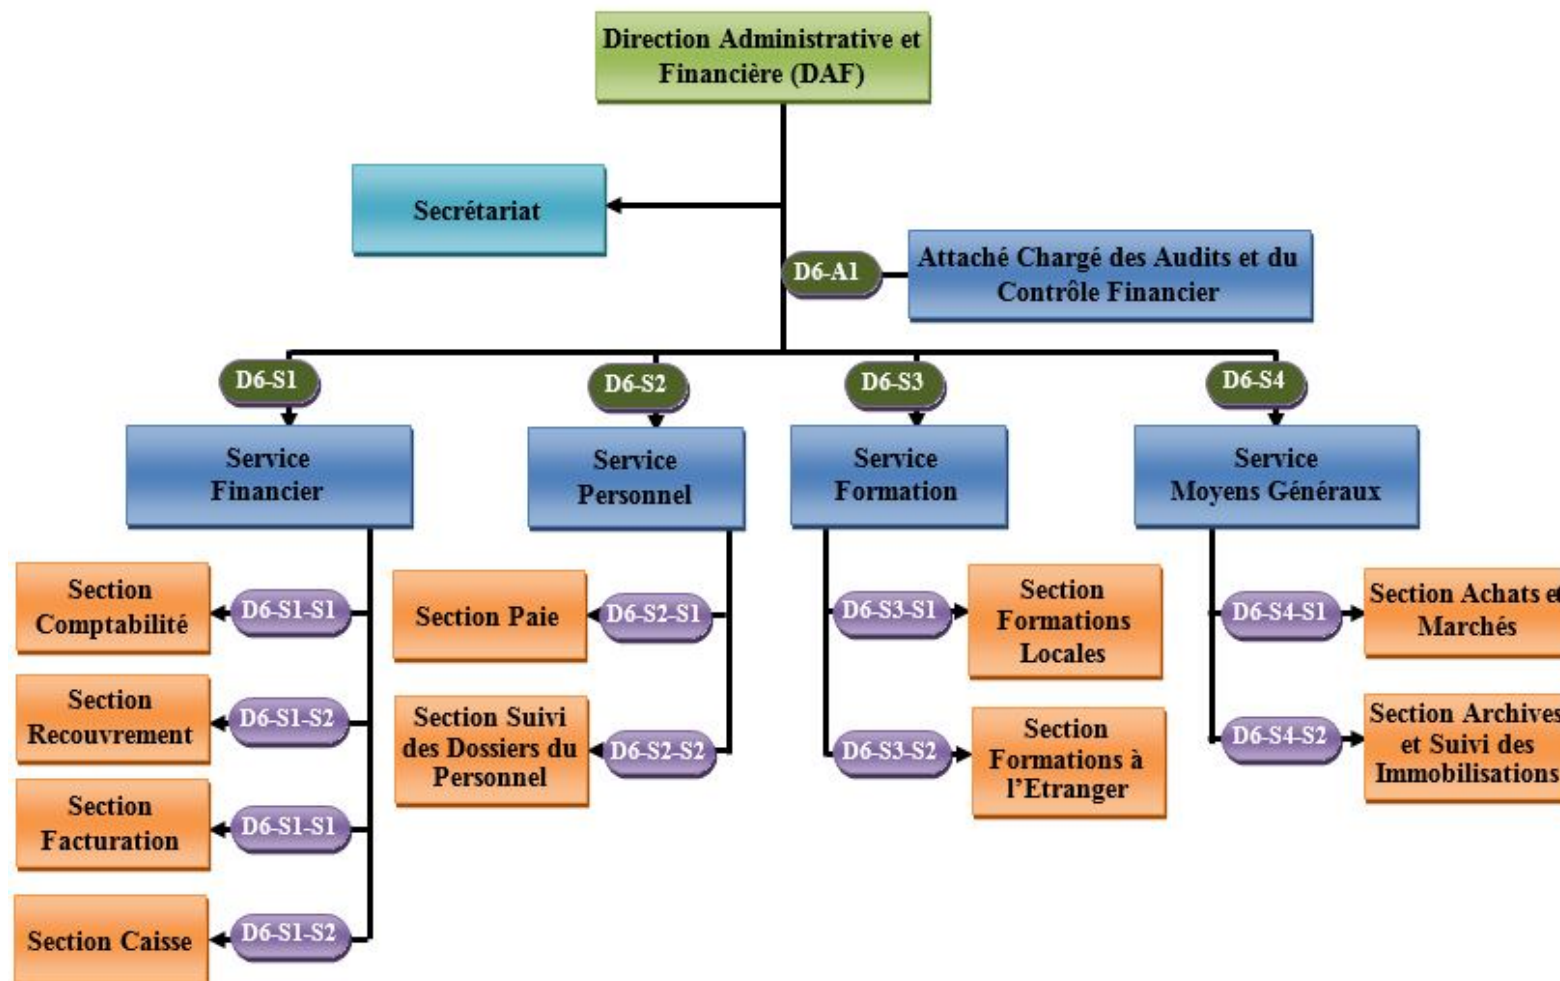 Direction Administrative et
Financière (DAF)
Secrétariat
D6-A1
Attaché Chargé des Audits et du
Contrôle Financier
D6-S1
D6-S2
D6-S3
D6-S4
Service
Financier
Service
Personnel
Service
Formation
Service
Moyens Généraux
Section
Comptabilité
D6-S1-S1
Section
Recouvrement
D6-S1-S2
Section
Facturation
D6-S1-S1
Section Caisse
D6-S1-S2
Section Paie
D6-S2-S1
Section Suivi
des Dossiers du
Personnel
D6-S2-S2
D6-S3-S1
Section
Formations
Locales
D6-S3-S2
Section
Formations à
l'Etranger
D6-S4-S1
Section Achats et
Marchés
D6-S4-S2
Section Archives
et Suivi des
Immobilisations